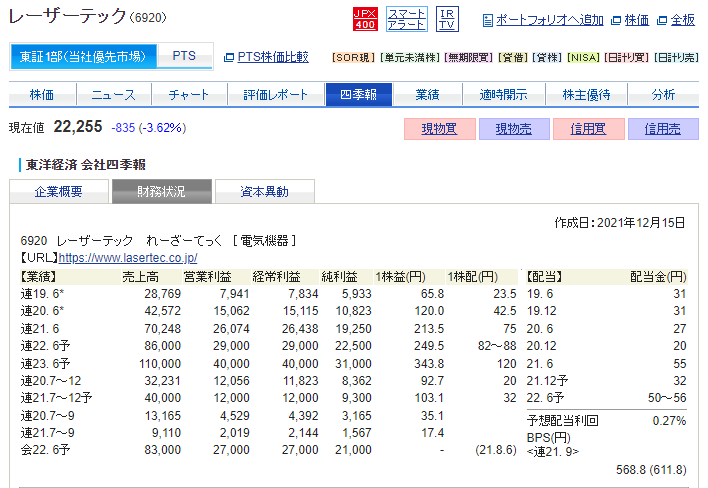 レーザーテック (6920)
JPX 400
スマート アラート
IR TV
ポートフォリオへ追加
株価
全板
東証1部(当社優先市場)
PTS
PTS株価比較
[SOR現] [単元未満株] [無期限買] [貸借] [貸株] [NISA] [日計り買] [日計り売]
株価 ニュース チャート 評価レポート 四季報 業績 適時開示 株主優待 分析
現在値 22,255 -835 (-3.62%)
現物買 現物売 信用買 信用売
東洋経済 会社四季報
企業概要 財務状況 資本異動
作成日：2021年12月15日
6920 レーザーテック れーざーてっく [電気機器]
【URL】https://www.lasertec.co.jp/
【業績】 売上高 営業利益 経常利益 純利益 1株益(円) 1株配(円)
連19. 6* 28,769 7,941 7,834 5,933 65.8 23.5
連20. 6* 42,572 15,062 15,115 10,823 120.0 42.5
連21. 6 70,248 26,074 26,438 19,250 213.5 75
連22. 6予 86,000 29,000 29,000 22,500 249.5 82～88
連23. 6予 110,000 40,000 40,000 31,000 343.8 120
連20.7～12 32,231 12,056 11,823 8,362 92.7 20
連21.7～12予 40,000 12,000 12,000 9,300 103.1 32
連20.7～9 13,165 4,529 4,392 3,165 35.1
連21.7～9 9,110 2,019 2,144 1,567 17.4
会22. 6予 83,000 27,000 27,000 21,000 - (21.8.6)
【配当】 配当金(円)
19. 6 31
19.12 31
20. 6 27
20.12 20
21. 6 55
21.12予 32
22. 6予 50～56
予想配当利回 0.27%
BPS(円)
<連21. 9>
568.8 (611.8)